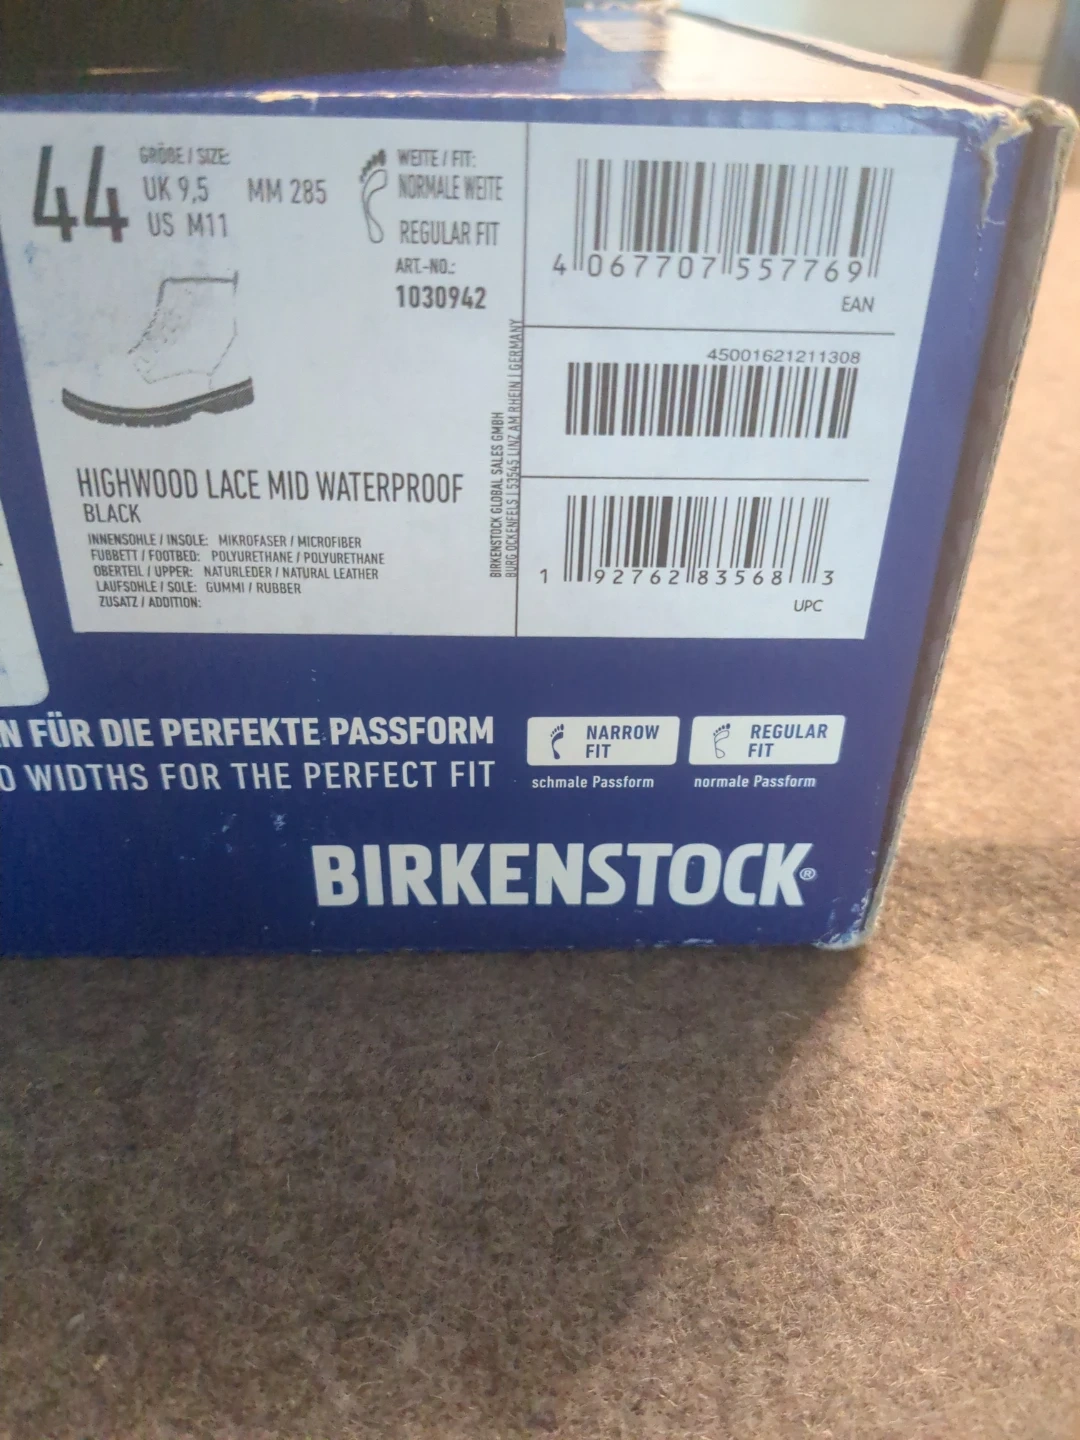 44
GRÖßE / SIZE:
UK 9,5 MM 285
US M11
WEITE / FIT:
NORMALE WEITE
REGULAR FIT
ART.-NO.:
1030942
HIGHWOOD LACE MID WATERPROOF
BLACK
INNENSOHLE / INSOLE: MIKROFASER / MICROFIBER
FUßBETT / FOOTBED: POLYURETHANE / POLYURETHANE
OBERTEIL / UPPER: NATURLEDER / NATURAL LEATHER
LAUFSOHLE / SOLE: GUMMI / RUBBER
ZUSATZ / ADDITION:
BIRKENSTOCK GLOBAL SALES GMBH
BURG OCKENFELS | 53545 LINZ AM RHEIN | GERMANY
4 067707 557769
EAN
45001621211308
1 92762 83568 3
UPC
N FÜR DIE PERFEKTE PASSFORM
O WIDTHS FOR THE PERFECT FIT
NARROW
FIT
schmale Passform
REGULAR
FIT
normale Passform
BIRKENSTOCK®